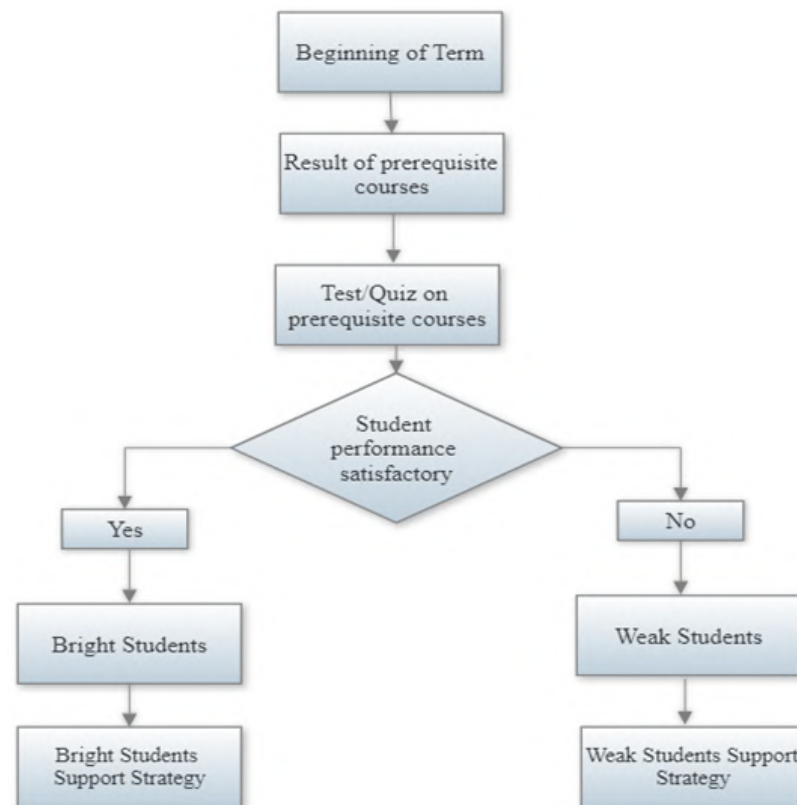 Beginning of Term
Result of prerequisite
courses
Test/Quiz on
prerequisite courses
Student
performance
satisfactory
Yes
No
Bright Students
Weak Students
Bright Students
Support Strategy
Weak Students Support
Strategy